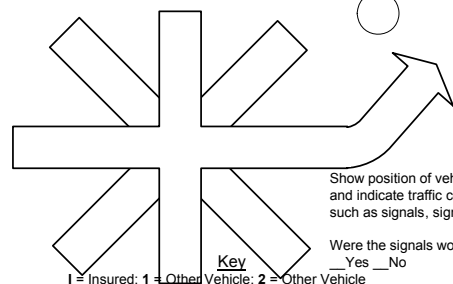 Show position of veh
and indicate traffic c
such as signals, sign
Were the signals wo
__Yes __No
Key
I = Insured; 1 = Other Vehicle; 2 = Other Vehicle